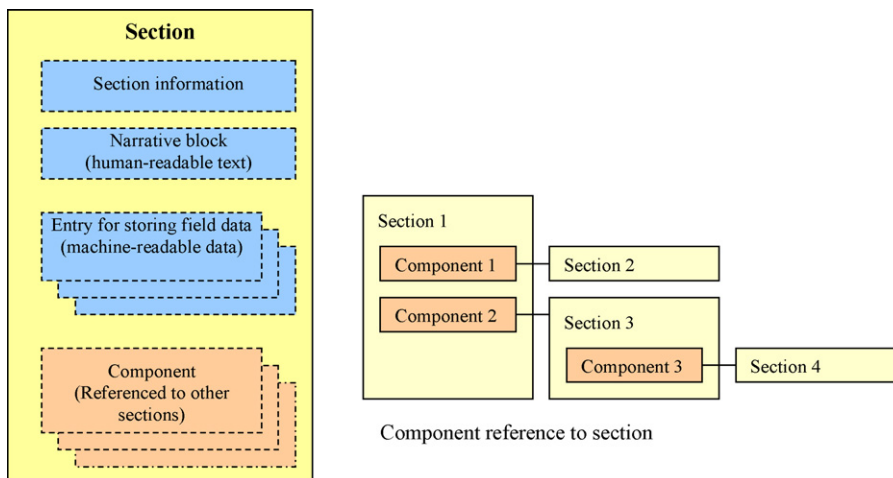 Section
Section information
Narrative block
(human-readable text)
Entry for storing field data
(machine-readable data)
Component
(Referenced to other
sections)
Section 1
Component 1
Section 2
Component 2
Section 3
Component 3
Section 4
Component reference to section